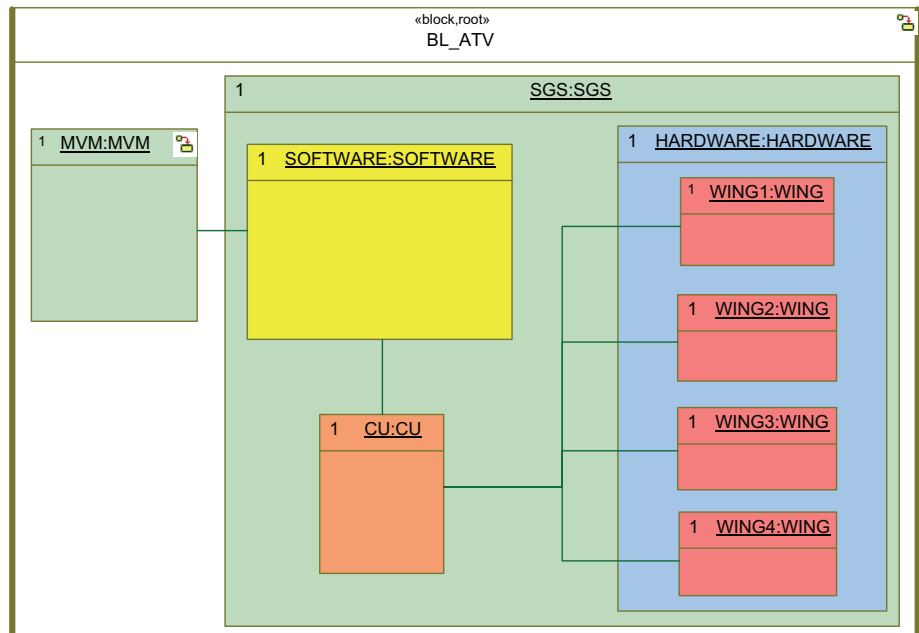 «block,root»
BL_ATV
1 SGS:SGS
1 MVM:MVM
1 SOFTWARE:SOFTWARE
1 HARDWARE:HARDWARE
1 WING1:WING
1 WING2:WING
1 CU:CU
1 WING3:WING
1 WING4:WING